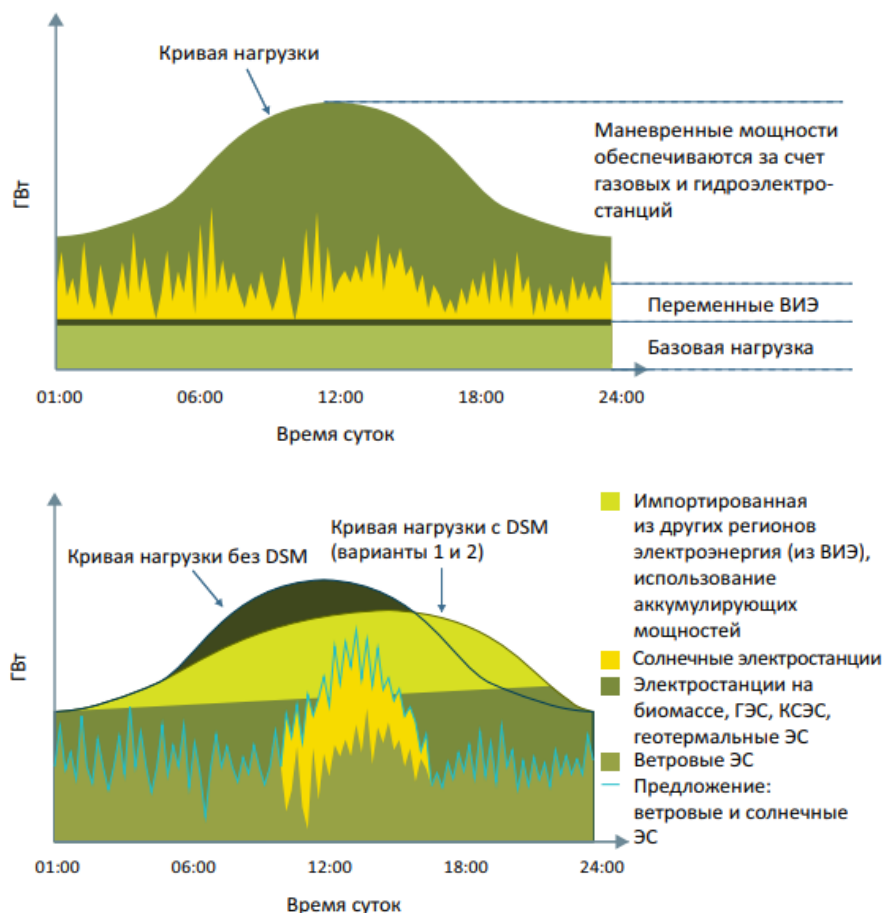 Кривая нагрузки
Маневренные мощности
обеспечиваются за счет
газовых и гидроэлектро-
станций
ГВт
Переменные ВИЭ
Базовая нагрузка
01:00 06:00 12:00 18:00 24:00
Время суток
Кривая нагрузки без DSM
Кривая нагрузки с DSM
(варианты 1 и 2)
ГВт
Импортированная
из других регионов
электроэнергия (из ВИЭ),
использование
аккумулирующих
мощностей
Солнечные электростанции
Электростанции на
биомассе, ГЭС, КСЭС,
геотермальные ЭС
Ветровые ЭС
Предложение:
ветровые и солнечные
ЭС
01:00 06:00 12:00 18:00 24:00
Время суток